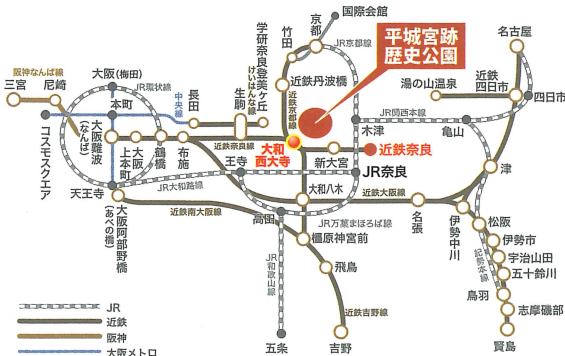 国際会館
京都
竹田
JR京都線
平城宮跡
歴史公園
名古屋
学研奈良登美ヶ丘
けいはんな線
近鉄丹波橋
近鉄京都線
阪神なんば線
三宮
尼崎
大阪(梅田)
JR環状線
中央線
長田
生駒
湯の山温泉
近鉄
四日市
四日市
本町
コスモスクエア
大阪難波
(なんば)
上本町
大阪
鶴橋
布施
近鉄奈良線
大和
西大寺
新大宮
近鉄奈良
木津
JR関西本線
亀山
津
天王寺
JR大和路線
王寺
JR奈良
大阪阿部野橋
(あべの橋)
近鉄南大阪線
高田
大和八木
近鉄大阪線
JR万葉まほろば線
名張
伊勢中川
松阪
伊勢市
宇治山田
五十鈴川
紀勢本線
鳥羽
志摩磯部
賢島
橿原神宮前
JR和歌山線
飛鳥
近鉄吉野線
五条
吉野
JR
近鉄
阪神
大阪メトロ